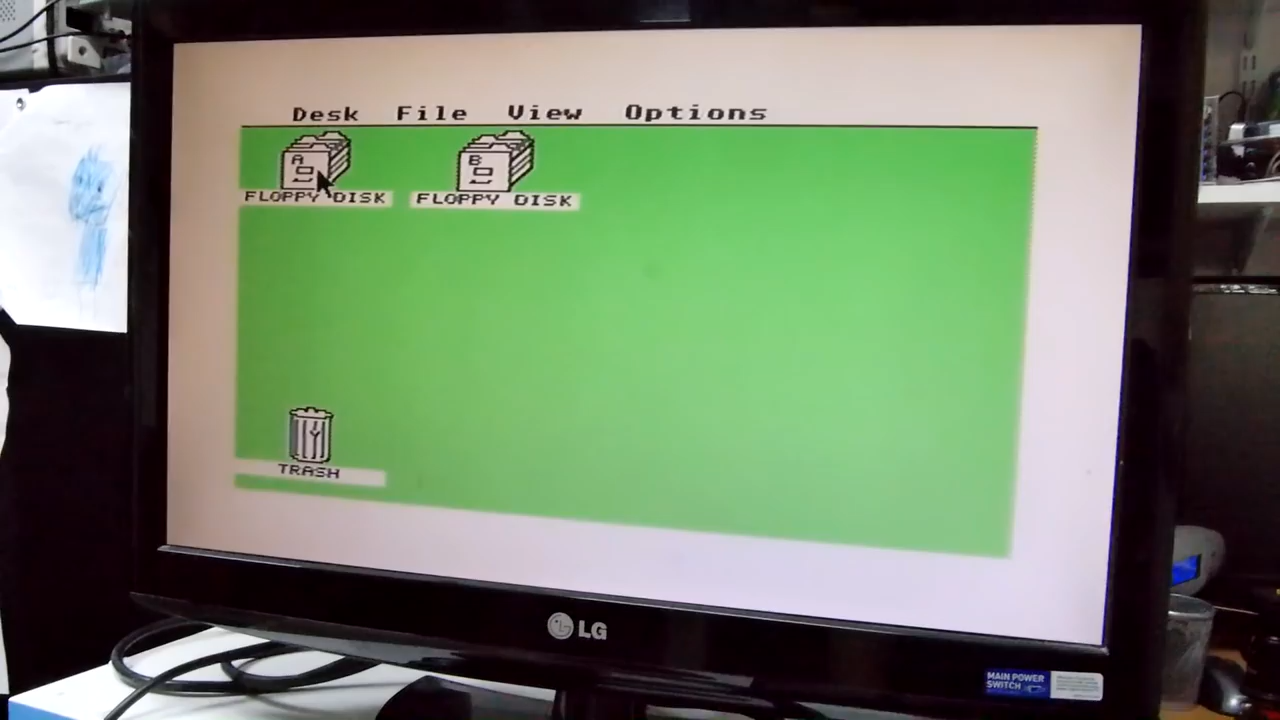 Desk File View Options
A B
FLOPPY DISK FLOPPY DISK
TRASH
LG
MAIN POWER
SWITCH